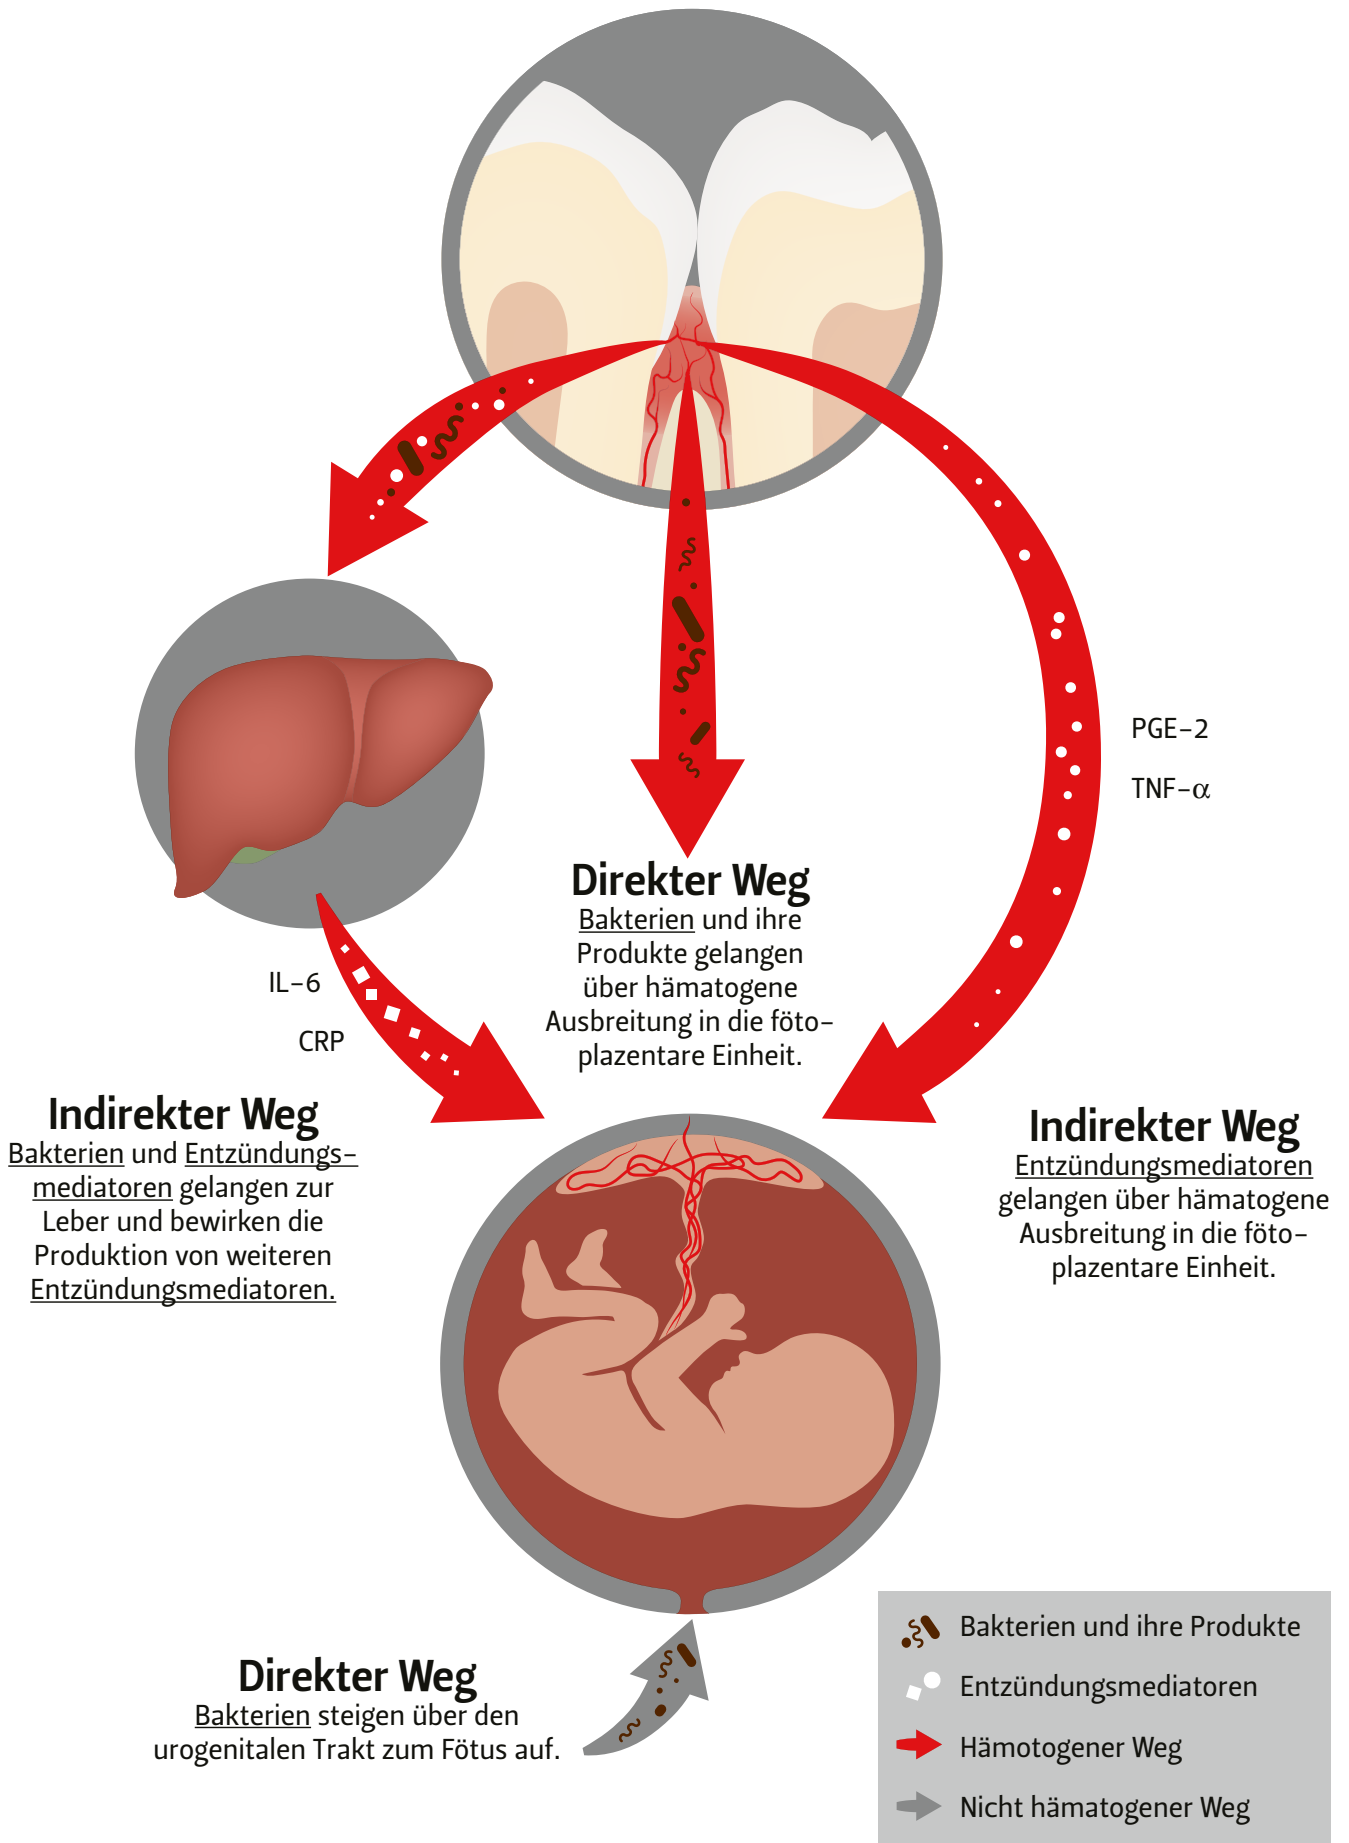 PGE-2
TNF-α
Direkter Weg
Bakterien und ihre
Produkte gelangen
über hämatogene
Ausbreitung in die föto-
plazentare Einheit.
IL-6
CRP
Indirekter Weg
Bakterien und Entzündungs-
mediatoren gelangen zur
Leber und bewirken die
Produktion von weiteren
Entzündungsmediatoren.
Indirekter Weg
Entzündungsmediatoren
gelangen über hämatogene
Ausbreitung in die föto-
plazentare Einheit.
Direkter Weg
Bakterien steigen über den
urogenitalen Trakt zum Fötus auf.
Bakterien und ihre Produkte
Entzündungsmediatoren
Hämotogener Weg
Nicht hämatogener Weg